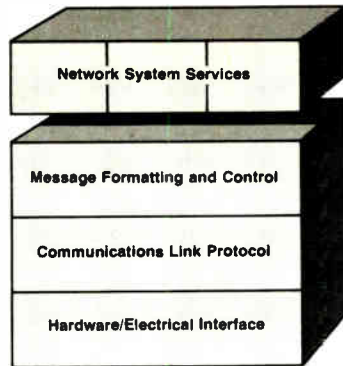 Network System Services
Message Formatting and Control
Communications Link Protocol
Hardware/Electrical Interface